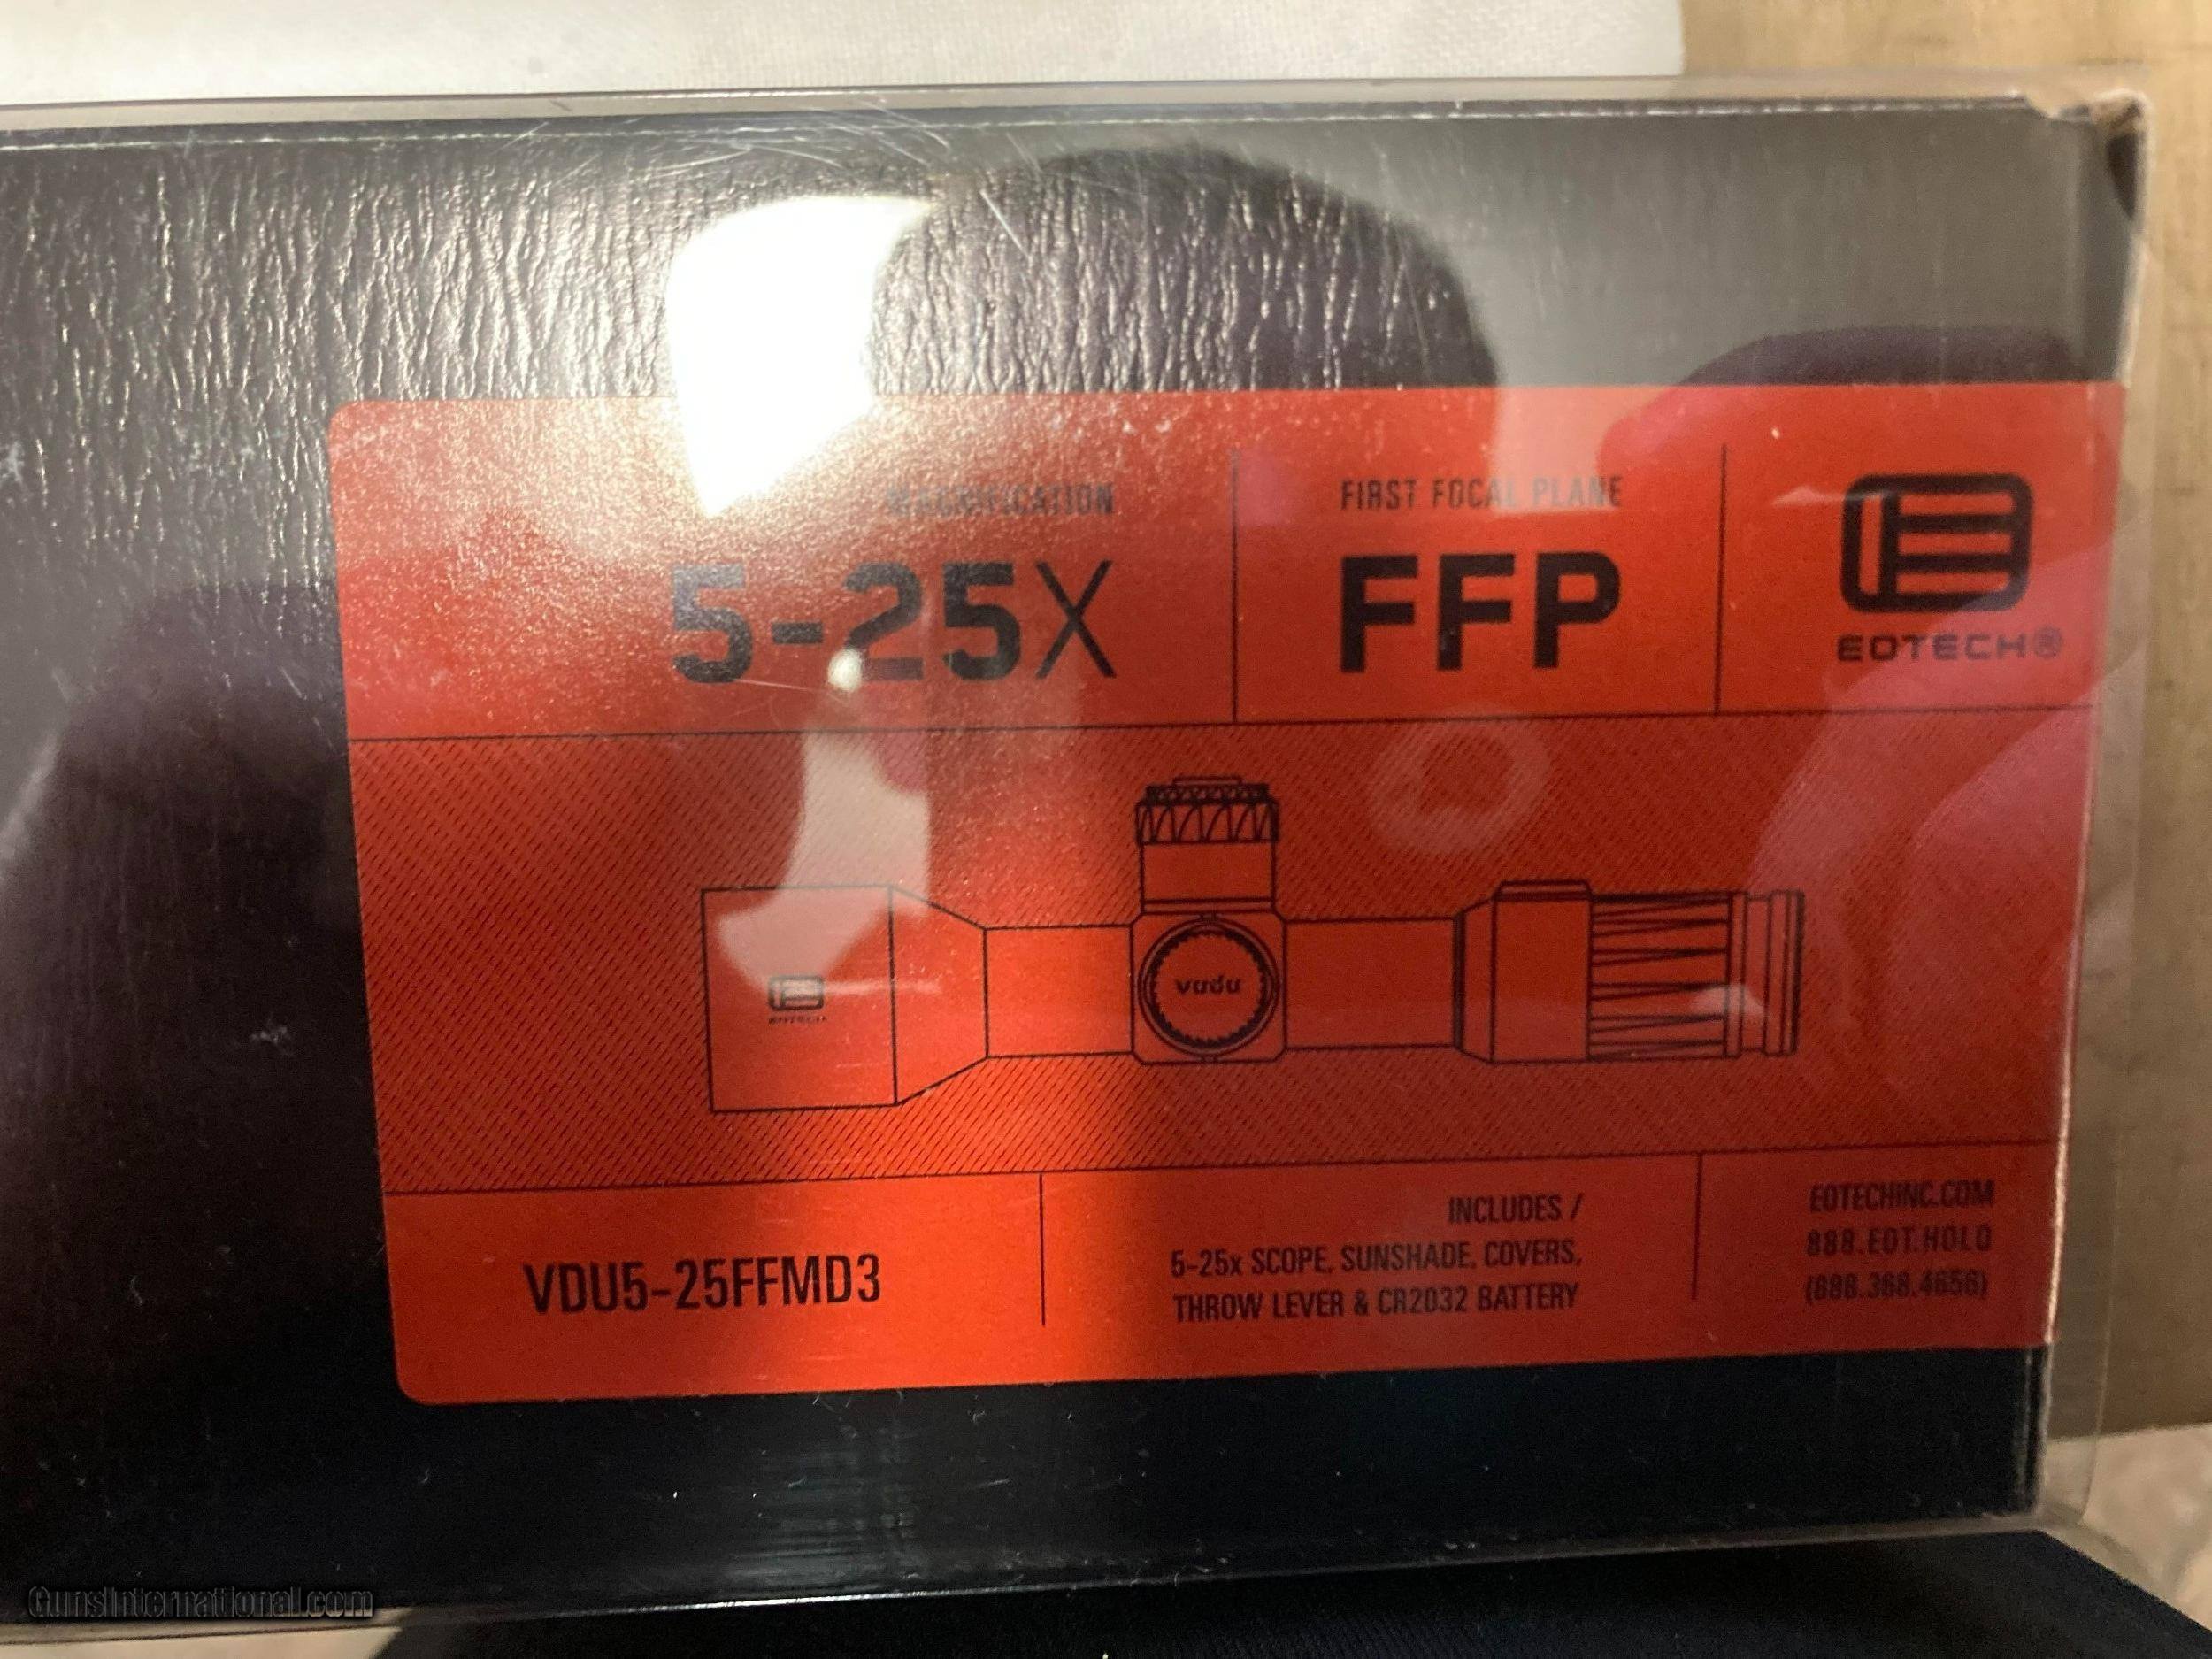 MAGNIFICATION
5-25X
FIRST FOCAL PLANE
FFP
EOTECH®
EOTECH
vudu
VDU5-25FFMD3
INCLUDES /
5-25x SCOPE, SUNSHADE, COVERS,
THROW LEVER & CR2032 BATTERY
EOTECHINC.COM
888.EOT.HOLO
(888.368.4656)
GunsInternational.com